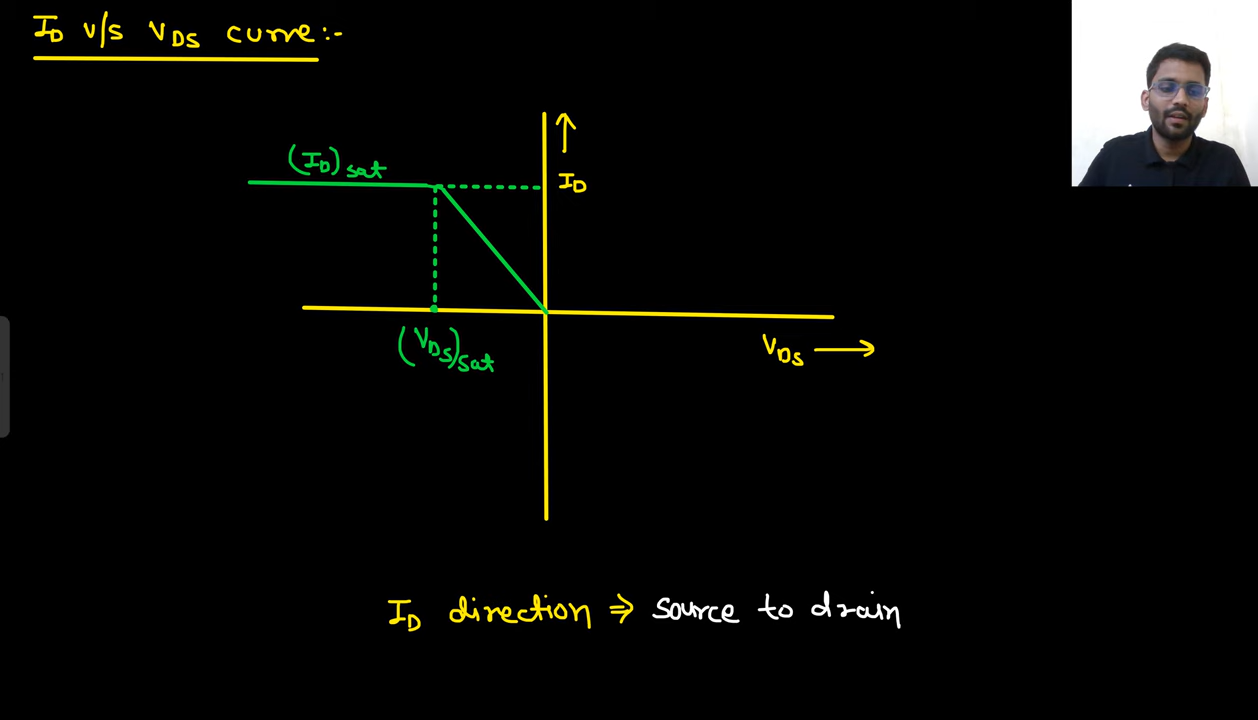 ID v/s VDS curve:-
(ID)sat
ID
(VDS)sat
VDS →
ID direction ⇒ source to drain